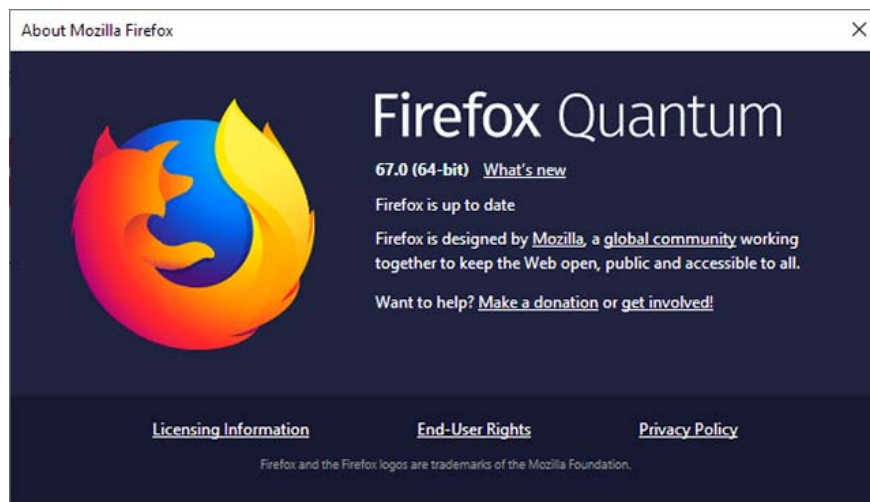 About Mozilla Firefox
Firefox Quantum
67.0 (64-bit) What's new
Firefox is up to date
Firefox is designed by Mozilla, a global community working
together to keep the Web open, public and accessible to all.
Want to help? Make a donation or get involved!
Licensing Information End-User Rights Privacy Policy
Firefox and the Firefox logos are trademarks of the Mozilla Foundation.